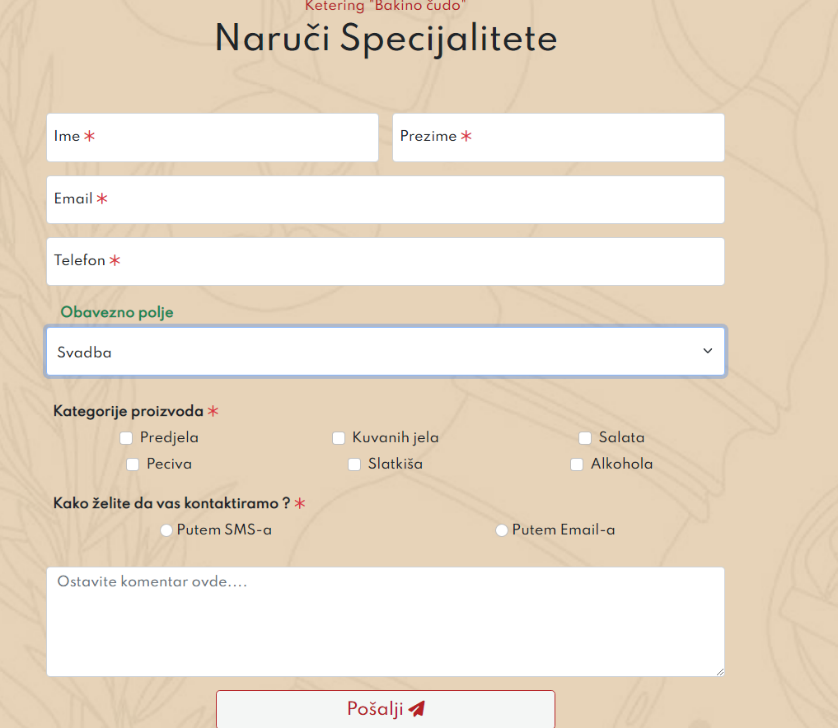 Ketering "Bakino čudo"
Naruči Specijalitete
Ime *
Prezime *
Email *
Telefon *
Obavezno polje
Svadba
Kategorije proizvoda *
Predjela
Kuvanih jela
Salata
Peciva
Slatkiša
Alkohola
Kako želite da vas kontaktiramo ? *
Putem SMS-a
Putem Email-a
Ostavite komentar ovde....
Pošalji